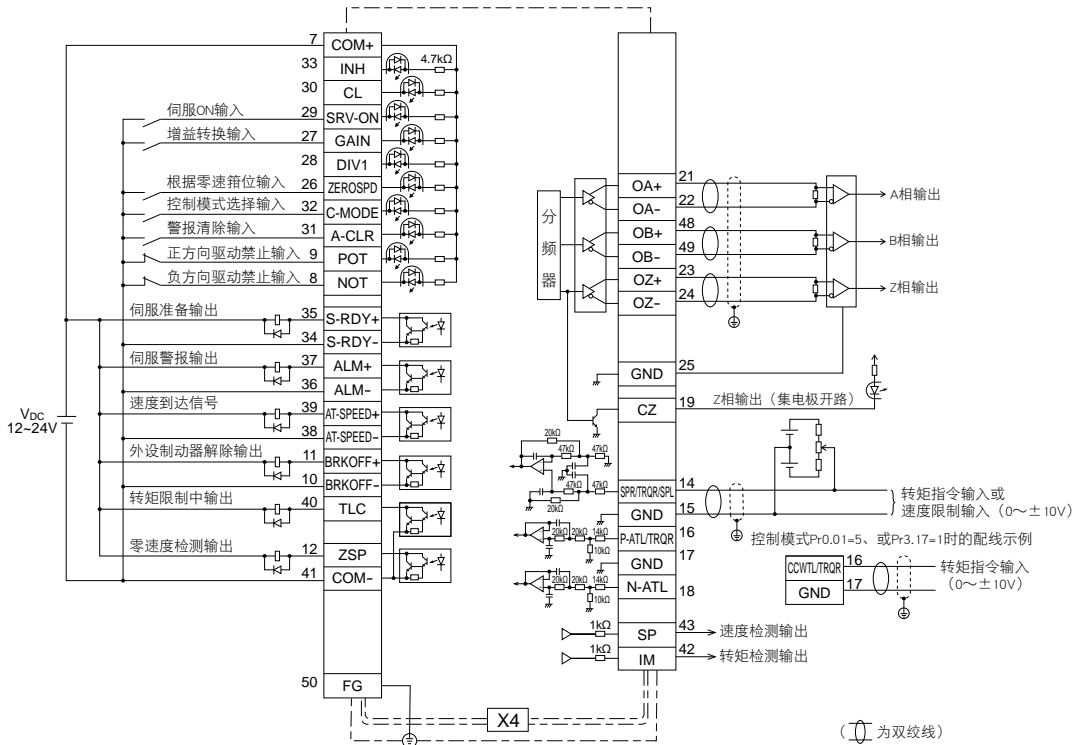 7 COM+
33 INH 4.7kΩ
30 CL
伺服ON输入 29 SRV-ON
增益转换输入 27 GAIN
28 DIV1
根据零速箝位输入 26 ZEROSPD
控制模式选择输入 32 C-MODE
警报清除输入 31 A-CLR
正方向驱动禁止输入 9 POT
负方向驱动禁止输入 8 NOT
伺服准备输出 35 S-RDY+
34 S-RDY-
伺服警报输出 37 ALM+
36 ALM-
速度到达信号 39 AT-SPEED+
38 AT-SPEED-
外设制动器解除输出 11 BRKOFF+
10 BRKOFF-
转矩限制中输出 40 TLC
零速度检测输出 12 ZSP
41 COM-
50 FG
VDC
12~24V
分频器
OA+ 21 A相输出
OA- 22
OB+ 48 B相输出
OB- 49
OZ+ 23 Z相输出
OZ- 24
GND 25
CZ 19 Z相输出（集电极开路）
20kΩ
47kΩ 47kΩ
47kΩ 47kΩ
20kΩ
SPR/TRQR/SPL 14
GND 15
转矩指令输入或
速度限制输入（0～±10V）
20kΩ 20kΩ 14kΩ
10kΩ
P-ATL/TRQR 16
GND 17
20kΩ 20kΩ 14kΩ
10kΩ
N-ATL 18
控制模式Pr0.01=5、或Pr3.17=1时的配线示例
CCWTL/TRQR 16
GND 17
转矩指令输入
（0～±10V）
1kΩ SP 43 速度检测输出
1kΩ IM 42 转矩检测输出
X4
（ 为双绞线）